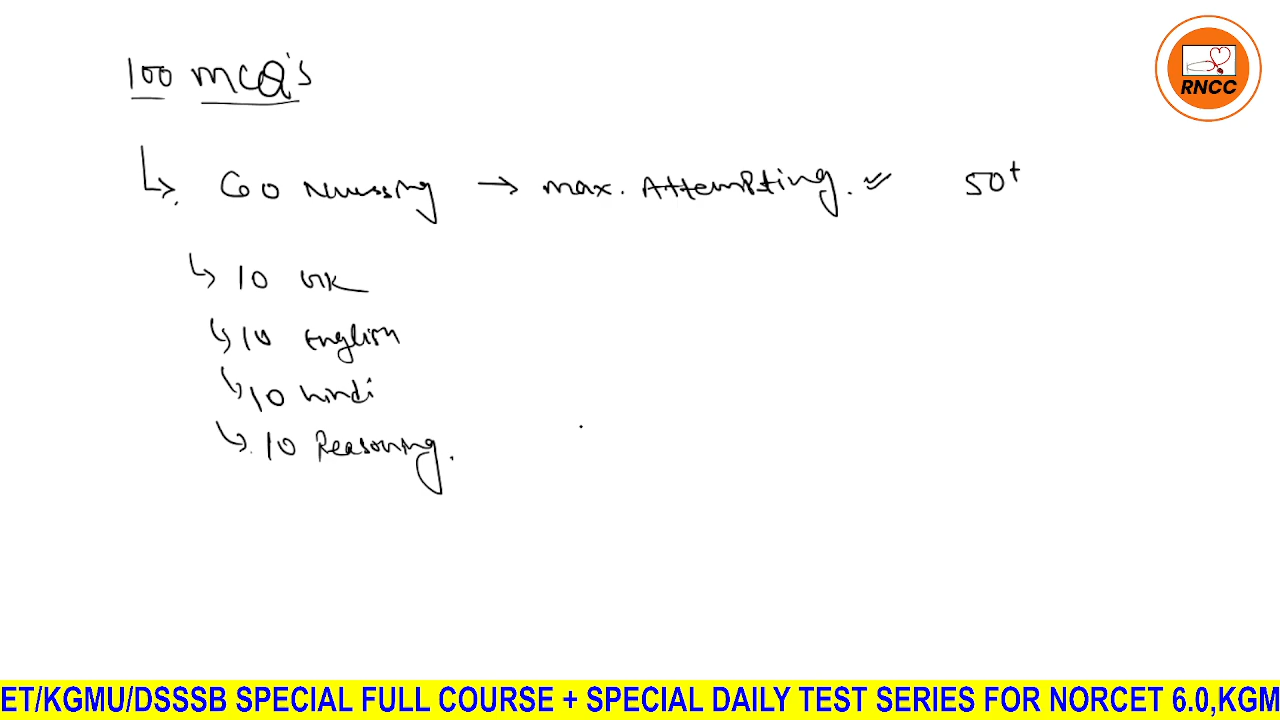 100 MCQ's
RNCC
60 Nursing → max. Attempting. 50+
10 GK
10 English
10 hindi
10 Reasoning.
ET/KGMU/DSSSB SPECIAL FULL COURSE + SPECIAL DAILY TEST SERIES FOR NORCET 6.0,KGM